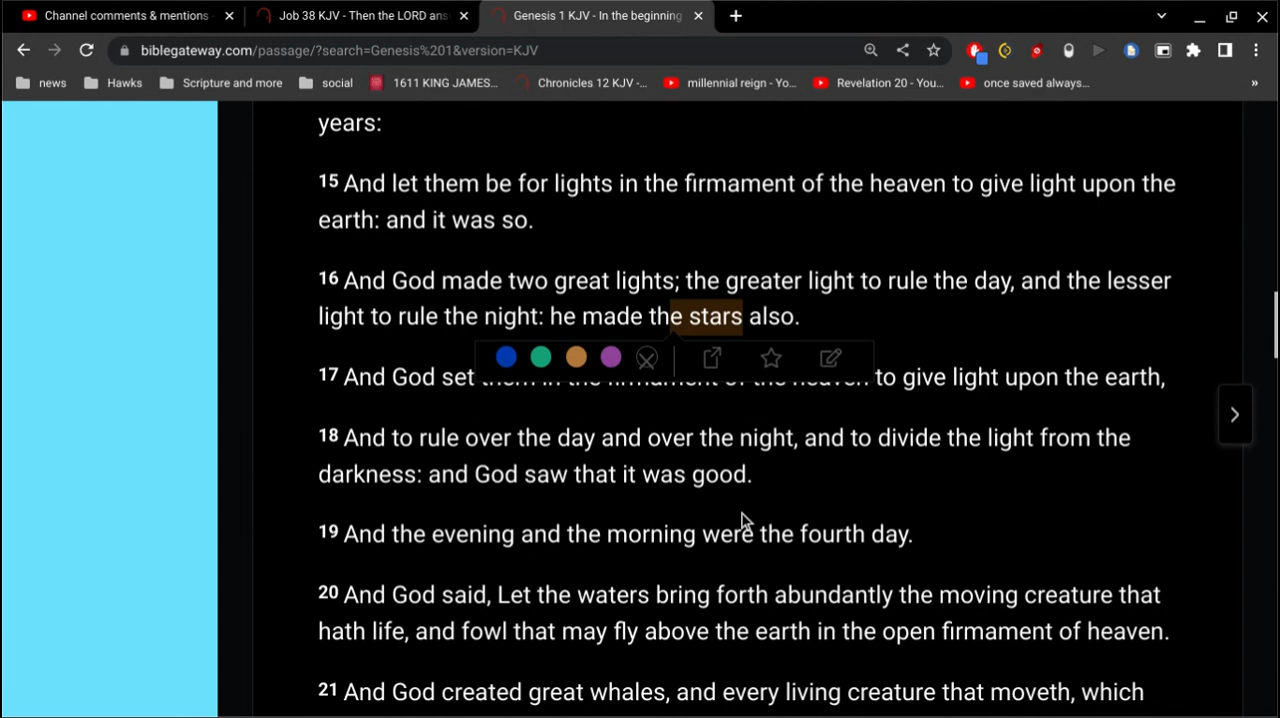 Channel comments & mentions
Job 38 KJV - Then the LORD ans
Genesis 1 KJV - In the beginning
biblegateway.com/passage/?search=Genesis%201&version=KJV
news
Hawks
Scripture and more
social
1611 KING JAMES...
Chronicles 12 KJV -...
millennial reign - Yo...
Revelation 20 - You...
once saved always...
»
years:
15 And let them be for lights in the firmament of the heaven to give light upon the
earth: and it was so.
16 And God made two great lights; the greater light to rule the day, and the lesser
light to rule the night: he made the stars also.
17 And God set them in the firmament of the heaven to give light upon the earth,
18 And to rule over the day and over the night, and to divide the light from the
darkness: and God saw that it was good.
19 And the evening and the morning were the fourth day.
20 And God said, Let the waters bring forth abundantly the moving creature that
hath life, and fowl that may fly above the earth in the open firmament of heaven.
21 And God created great whales, and every living creature that moveth, which